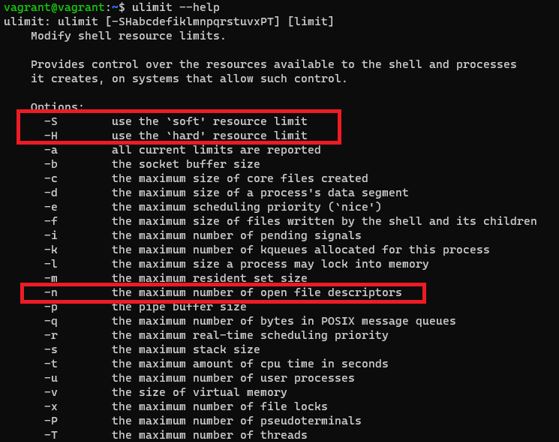 vagrant@vagrant:~$ ulimit --help
ulimit: ulimit [-SHabcdefiklmnpqrstuvxPT] [limit]
Modify shell resource limits.
Provides control over the resources available to the shell and processes
it creates, on systems that allow such control.
Options:
-S use the `soft' resource limit
-H use the `hard' resource limit
-a all current limits are reported
-b the socket buffer size
-c the maximum size of core files created
-d the maximum size of a process's data segment
-e the maximum scheduling priority (`nice')
-f the maximum size of files written by the shell and its children
-i the maximum number of pending signals
-k the maximum number of kqueues allocated for this process
-l the maximum size a process may lock into memory
-m the maximum resident set size
-n the maximum number of open file descriptors
-p the pipe buffer size
-q the maximum number of bytes in POSIX message queues
-r the maximum real-time scheduling priority
-s the maximum stack size
-t the maximum amount of cpu time in seconds
-u the maximum number of user processes
-v the size of virtual memory
-x the maximum number of file locks
-P the maximum number of pseudoterminals
-T the maximum number of threads